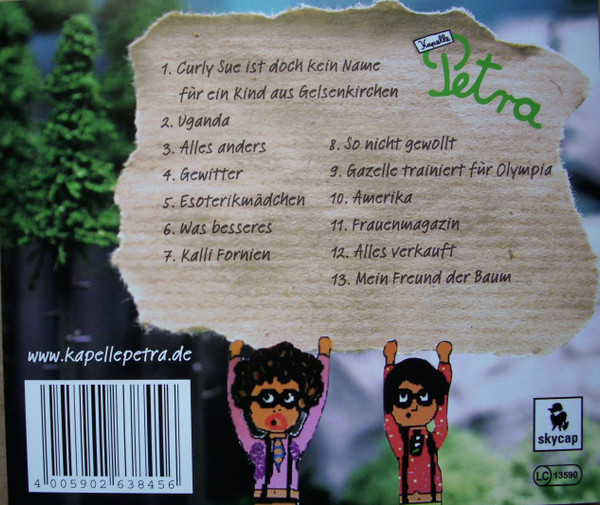 Kapelle
Petra
1. Curly Sue ist doch kein Name
für ein Kind aus Gelsenkirchen
2. Uganda
3. Alles anders
4. Gewitter
5. Esoterikmädchen
6. Was besseres
7. Kalli Fornien
8. So nicht gewollt
9. Gazelle trainiert für Olympia
10. Amerika
11. Frauenmagazin
12. Alles verkauft
13. Mein Freund der Baum
www.kapellepetra.de
4 005902 638456
skycap
LC 13590